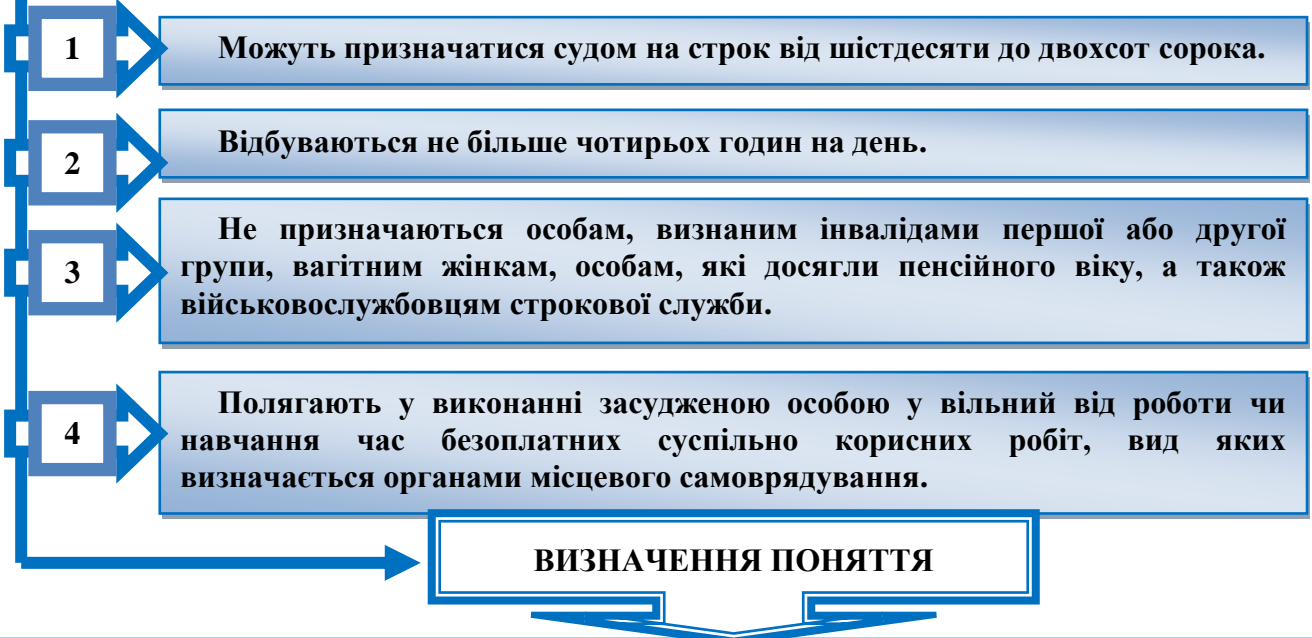 1
Можуть призначатися судом на строк від шістдесяти до двохсот сорока.
2
Відбуваються не більше чотирьох годин на день.
3
Не призначаються особам, визнаним інвалідами першої або другої
групи, вагітним жінкам, особам, які досягли пенсійного віку, а також
військовослужбовцям строкової служби.
4
Полягають у виконанні засудженою особою у вільний від роботи чи
навчання час безоплатних суспільно корисних робіт, вид яких
визначається органами місцевого самоврядування.
ВИЗНАЧЕННЯ ПОНЯТТЯ